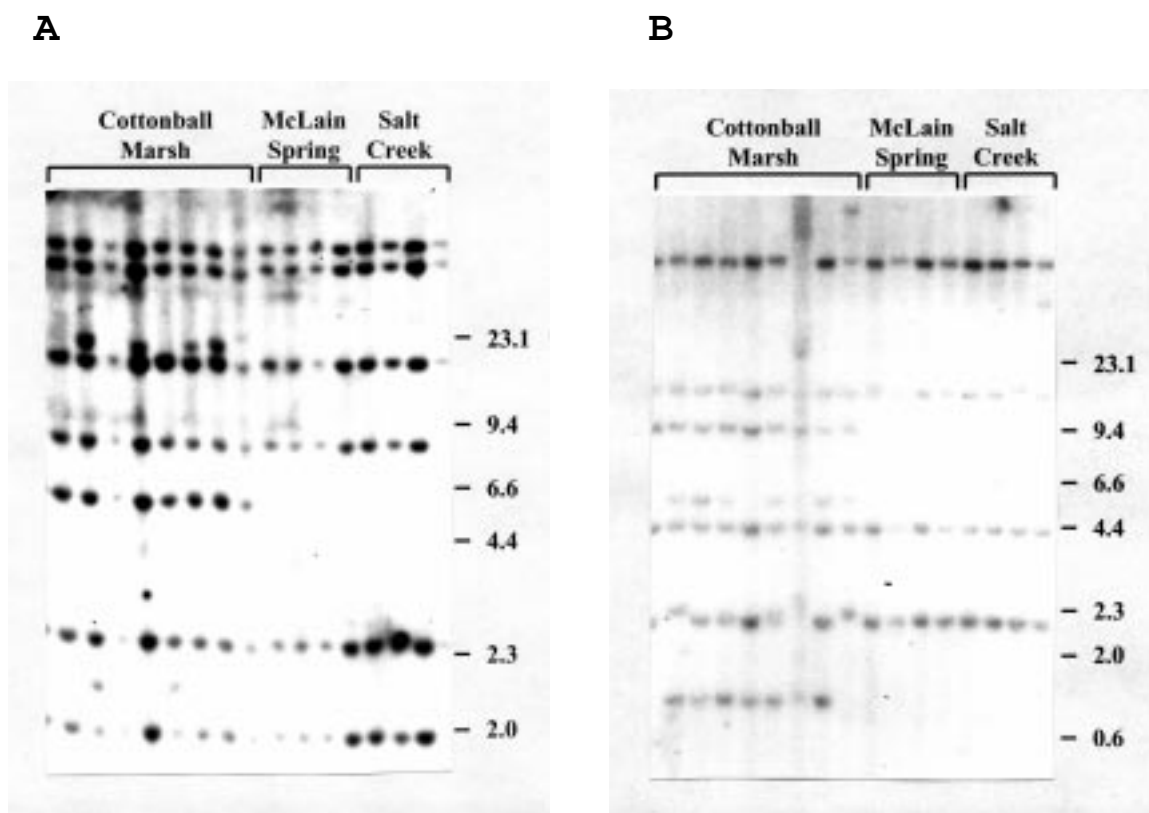 A
Cottonball
Marsh
McLain
Spring
Salt
Creek
23.1
9.4
6.6
4.4
2.3
2.0
B
Cottonball
Marsh
McLain
Spring
Salt
Creek
23.1
9.4
6.6
4.4
2.3
2.0
0.6